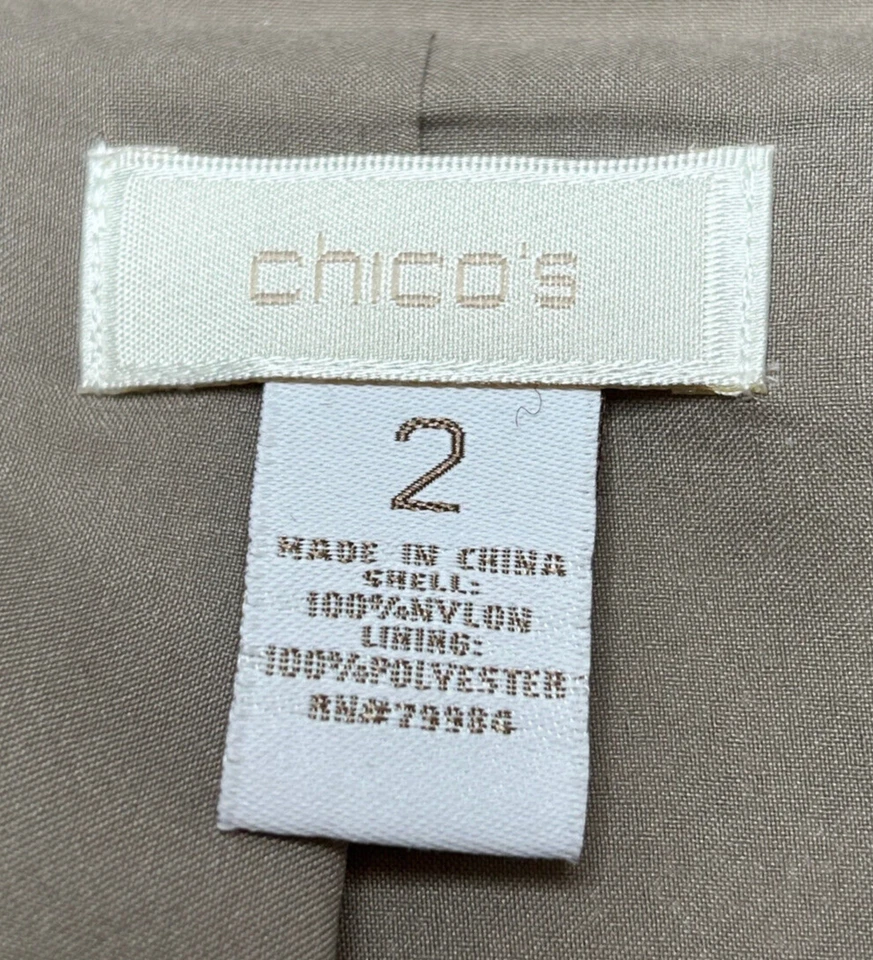 chico's
2
MADE IN CHINA
SHELL:
100%NYLON
LINING:
100%POLYESTER
RN#79984